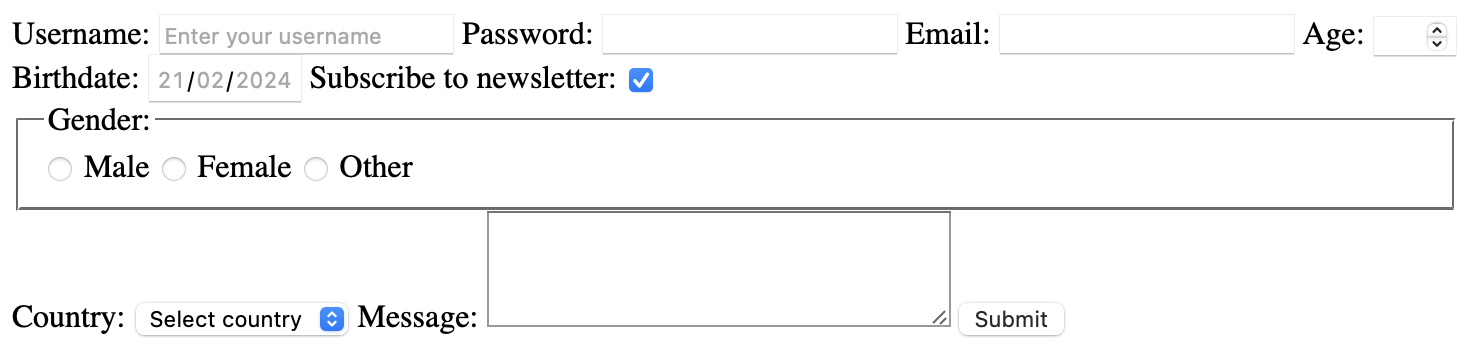 Username: Enter your username Password: Email: Age:
Birthdate: 21/02/2024 Subscribe to newsletter:
Gender:
Male Female Other
Country: Select country Message: Submit